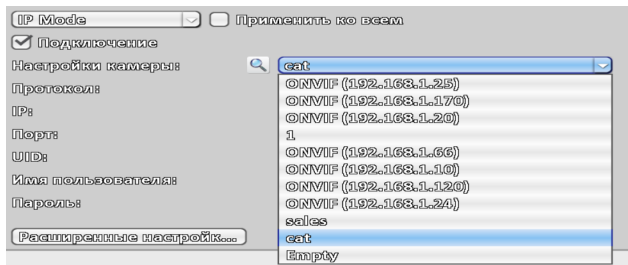 IP Mode Применить ко всем
Подключение
Настройки камеры: cat
Протокол: ONVIF (192.168.1.25)
ONVIF (192.168.1.170)
IP: ONVIF (192.168.1.20)
Порт: 1
UID: ONVIF (192.168.1.66)
ONVIF (192.168.1.10)
Имя пользователя: ONVIF (192.168.1.120)
Пароль: ONVIF (192.168.1.24)
sales
Расширенные настройк... cat
Empty